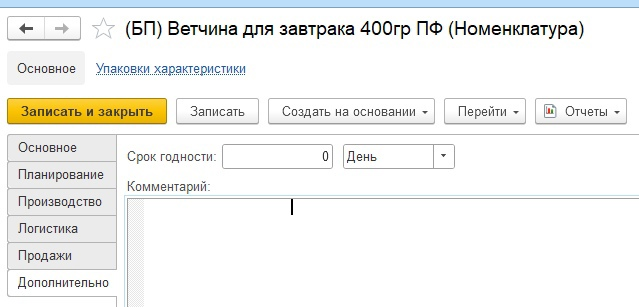 (БП) Ветчина для завтрака 400гр ПФ (Номенклатура)
Основное Упаковки характеристики
Записать и закрыть Записать Создать на основании Перейти Отчеты
Основное
Планирование
Производство
Логистика
Продажи
Дополнительно
Срок годности: 0 День
Комментарий: